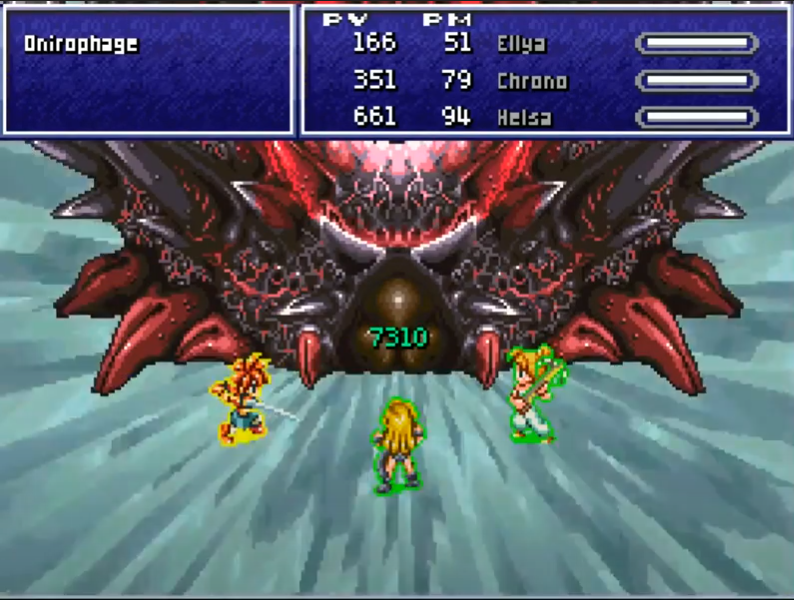 PV PM
Onirophage
166 51 Ellya
351 79 Chrono
661 94 Helsa
7310